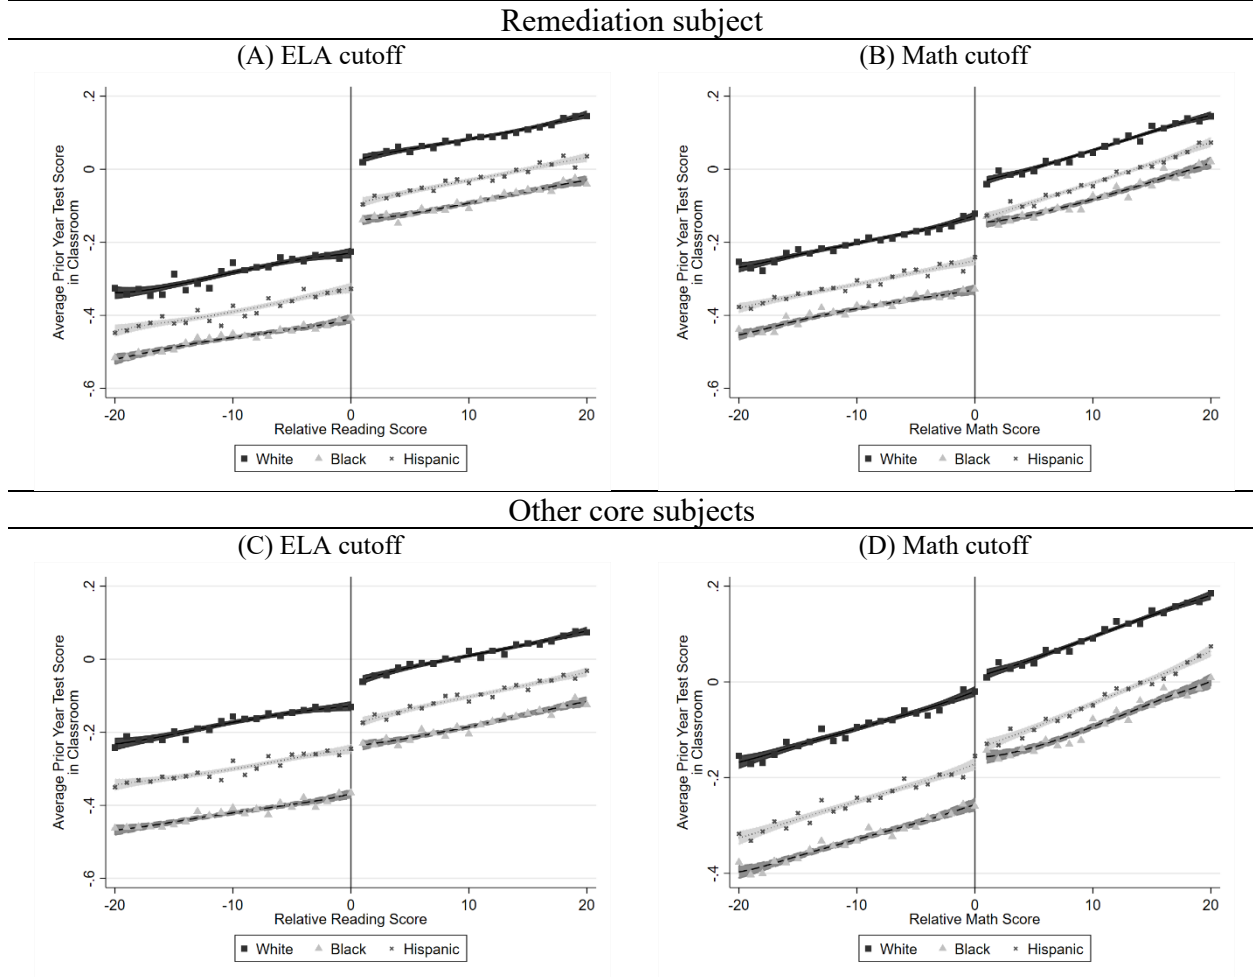 Remediation subject
(A) ELA cutoff
Average Prior Year Test Score
in Classroom
.2
0
-.2
-.4
-.6
-20
-10
0
10
20
Relative Reading Score
White
Black
Hispanic
(B) Math cutoff
Average Prior Year Test Score
in Classroom
.2
0
-.2
-.4
-.6
-20
-10
0
10
20
Relative Math Score
White
Black
Hispanic
Other core subjects
(C) ELA cutoff
Average Prior Year Test Score
in Classroom
.2
0
-.2
-.4
-.6
-20
-10
0
10
20
Relative Reading Score
White
Black
Hispanic
(D) Math cutoff
Average Prior Year Test Score
in Classroom
.2
0
-.2
-.4
-20
-10
0
10
20
Relative Math Score
White
Black
Hispanic